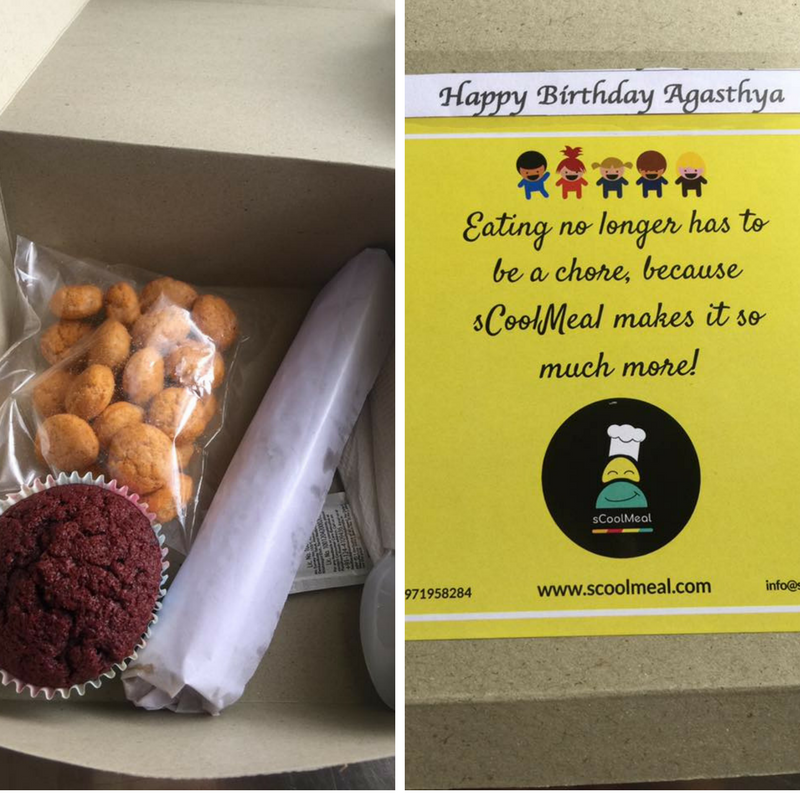 Happy Birthday Agasthya
Eating no longer has to
be a chore, because
sCoolMeal makes it so
much more!
sCoolMeal
971958284
www.scoolmeal.com
info@s